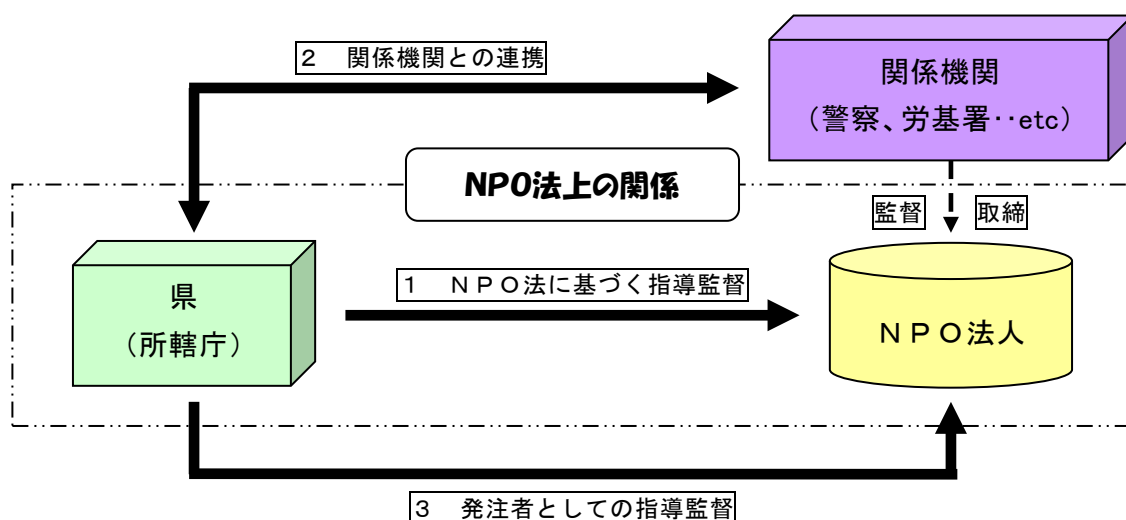 ２　関係機関との連携
関係機関
（警察、労基署‥etc）
NPO法上の関係
監督
取締
県
（所轄庁）
１　ＮＰＯ法に基づく指導監督
ＮＰＯ法人
３　発注者としての指導監督